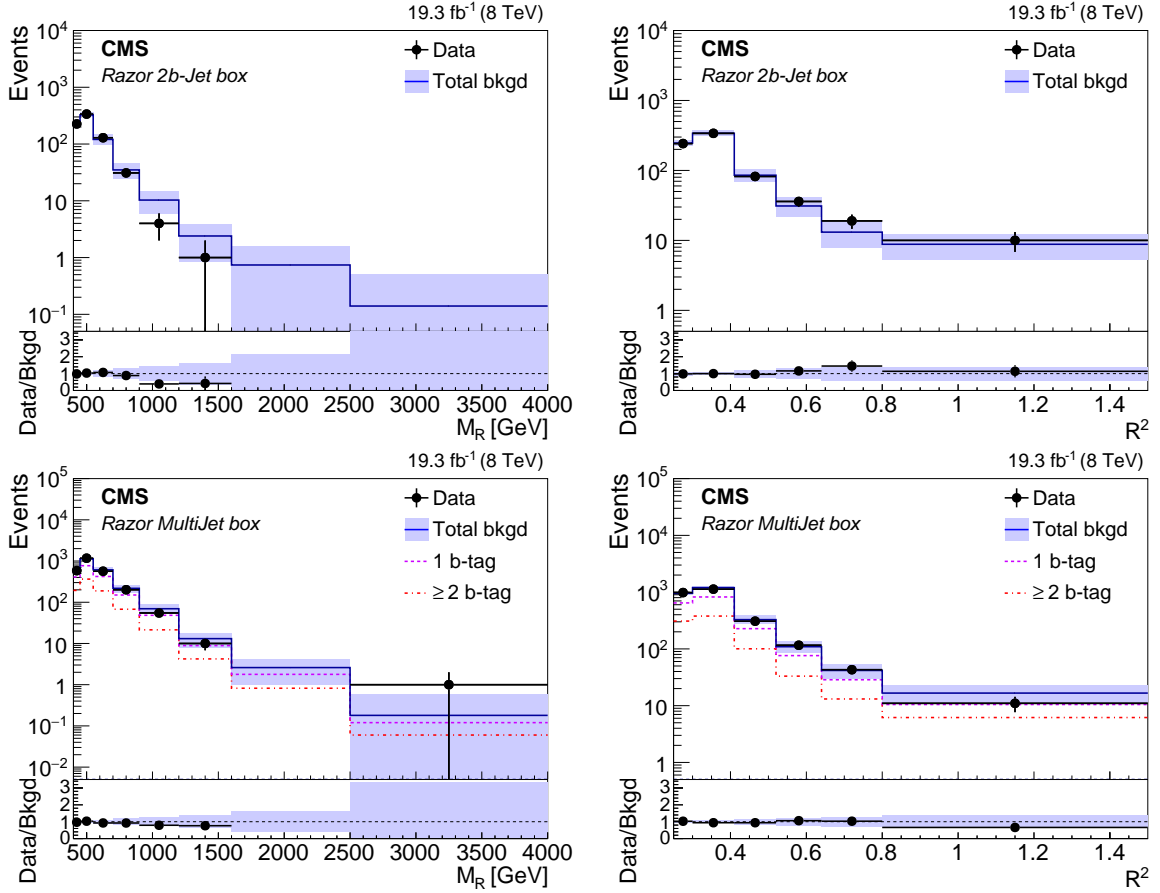 19.3 fb⁻¹ (8 TeV)
CMS
Razor 2b-Jet box
Data
Total bkgd
Events
10⁴
10³
10²
10
1
10⁻¹
Data/Bkgd
3
2
1
0
500 1000 1500 2000 2500 3000 3500 4000
M_R [GeV]
19.3 fb⁻¹ (8 TeV)
CMS
Razor 2b-Jet box
Data
Total bkgd
Events
10⁴
10³
10²
10
1
Data/Bkgd
3
2
1
0
0.4 0.6 0.8 1 1.2 1.4
R²
19.3 fb⁻¹ (8 TeV)
CMS
Razor MultiJet box
Data
Total bkgd
1 b-tag
≥ 2 b-tag
Events
10⁵
10⁴
10³
10²
10
1
10⁻¹
10⁻²
Data/Bkgd
3
2
1
0
500 1000 1500 2000 2500 3000 3500 4000
M_R [GeV]
19.3 fb⁻¹ (8 TeV)
CMS
Razor MultiJet box
Data
Total bkgd
1 b-tag
≥ 2 b-tag
Events
10⁵
10⁴
10³
10²
10
1
Data/Bkgd
3
2
1
0
0.4 0.6 0.8 1 1.2 1.4
R²